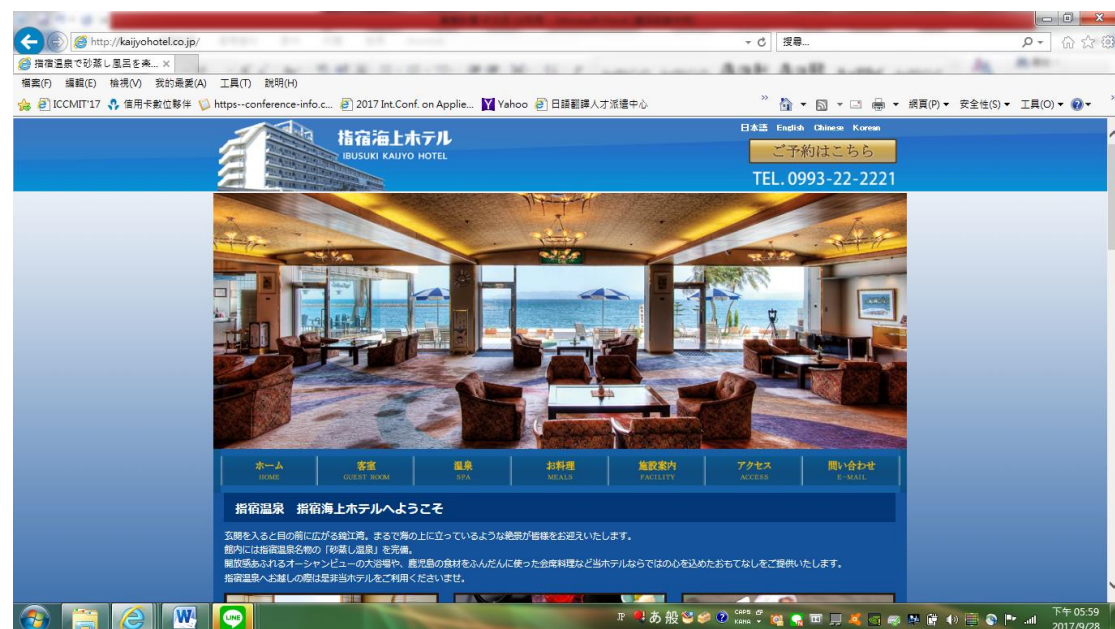 http://kaijyohotel.co.jp/
搜尋...
指宿温泉で砂蒸し風呂を楽...
檔案(F) 編輯(E) 檢視(V) 我的最愛(A) 工具(T) 說明(H)
ICCMIT'17 信用卡數位夥伴 https--conference-info.c... 2017 Int.Conf. on Applie... Yahoo 日語翻譯人才派遣中心
網頁(P) 安全性(S) 工具(O)
指宿海上ホテル
IBUSUKI KAIJYO HOTEL
日本語 English Chinese Korean
ご予約はこちら
TEL. 0993-22-2221
ホーム 客室 温泉 お料理 施設案内 アクセス 問い合わせ
HOME GUEST ROOM SPA MEALS FACILITY ACCESS E-MAIL
指宿温泉 指宿海上ホテルへようこそ
玄関を入ると目の前に広がる錦江湾。まるで海の上に立っているような絶景が皆様をお迎えいたします。
館内には指宿温泉名物の「砂蒸し温泉」を完備。
開放感あふれるオーシャンビューの大浴場や、鹿児島の食材をふんだんに使った会席料理など当ホテルならではの心を込めたおもてなしをご提供いたします。
指宿温泉へお越しの際は是非当ホテルをご利用くださいませ。
LINE
JP あ 般 CAPS KANA
下午 05:59
2017/9/28